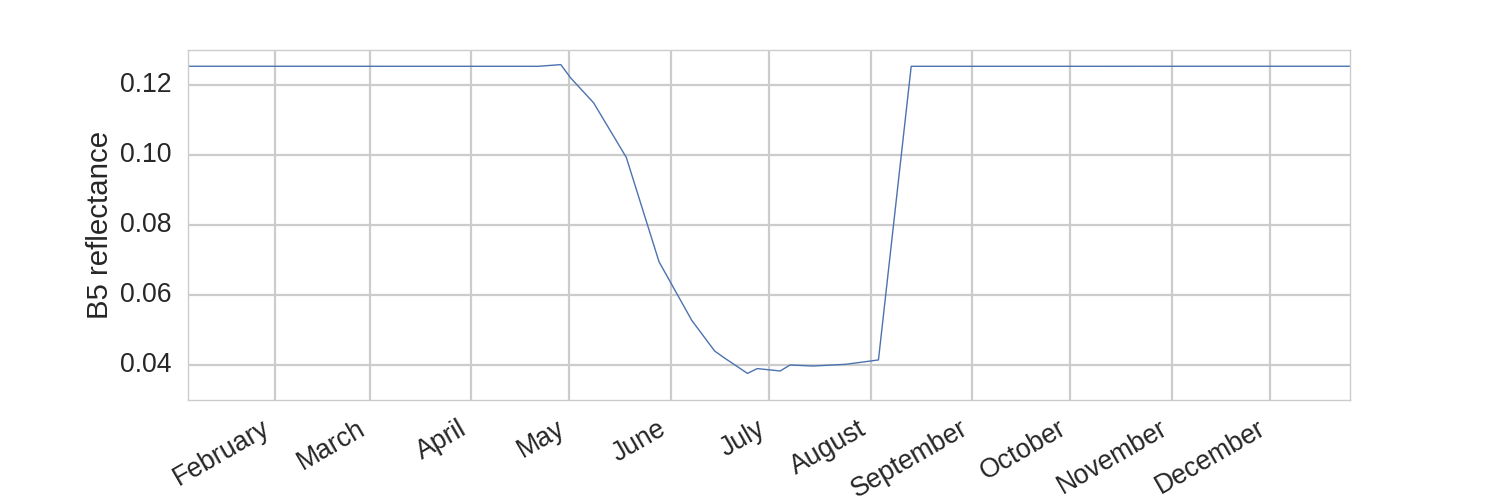 B5 reflectance
0.12
0.10
0.08
0.06
0.04
February
March
April
May
June
July
August
September
October
November
December